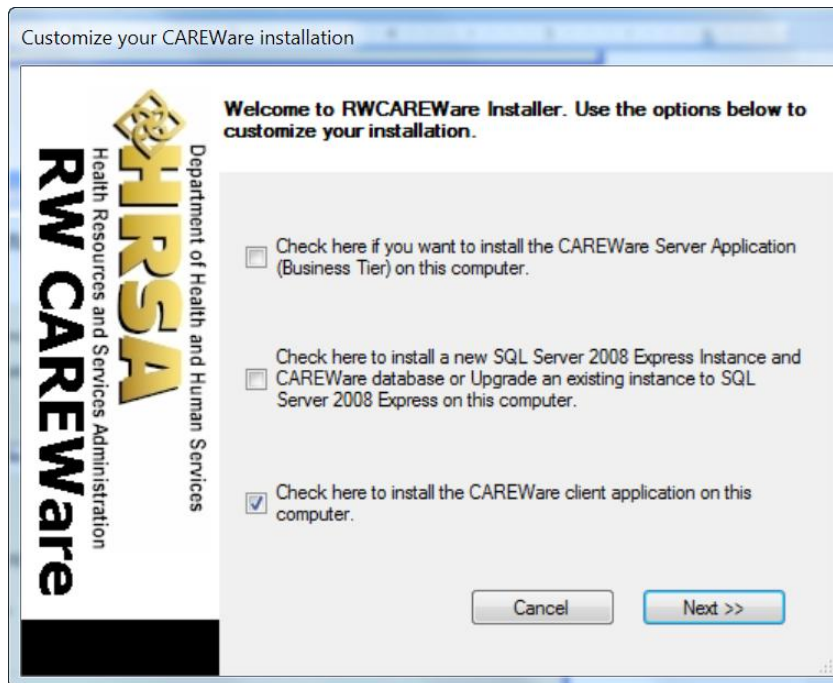 Customize your CAREWare installation
Welcome to RWCAREWare Installer. Use the options below to
customize your installation.
Department of Health and Human Services
HRSA
Health Resources and Services Administration
RW CAREWare
Check here if you want to install the CAREWare Server Application
(Business Tier) on this computer.
Check here to install a new SQL Server 2008 Express Instance and
CAREWare database or Upgrade an existing instance to SQL
Server 2008 Express on this computer.
Check here to install the CAREWare client application on this
computer.
Cancel
Next >>